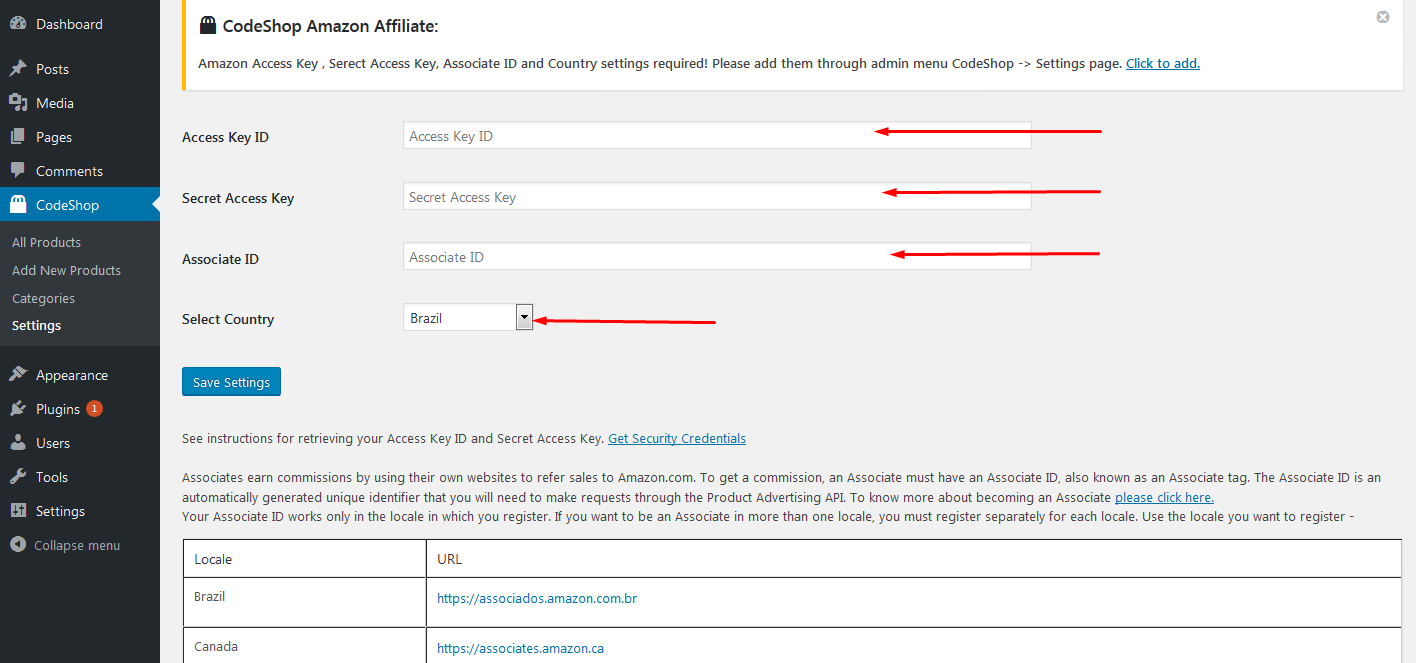 Dashboard
Posts
Media
Pages
Comments
CodeShop
All Products
Add New Products
Categories
Settings
Appearance
Plugins 1
Users
Tools
Settings
Collapse menu
CodeShop Amazon Affiliate:
Amazon Access Key , Serect Access Key, Associate ID and Country settings required! Please add them through admin menu CodeShop -> Settings page. Click to add.
Access Key ID Access Key ID
Secret Access Key Secret Access Key
Associate ID Associate ID
Select Country Brazil
Save Settings
See instructions for retrieving your Access Key ID and Secret Access Key. Get Security Credentials
Associates earn commissions by using their own websites to refer sales to Amazon.com. To get a commission, an Associate must have an Associate ID, also known as an Associate tag. The Associate ID is an
automatically generated unique identifier that you will need to make requests through the Product Advertising API. To know more about becoming an Associate please click here.
Your Associate ID works only in the locale in which you register. If you want to be an Associate in more than one locale, you must register separately for each locale. Use the locale you want to register -
Locale URL
Brazil https://associados.amazon.com.br
Canada https://associates.amazon.ca